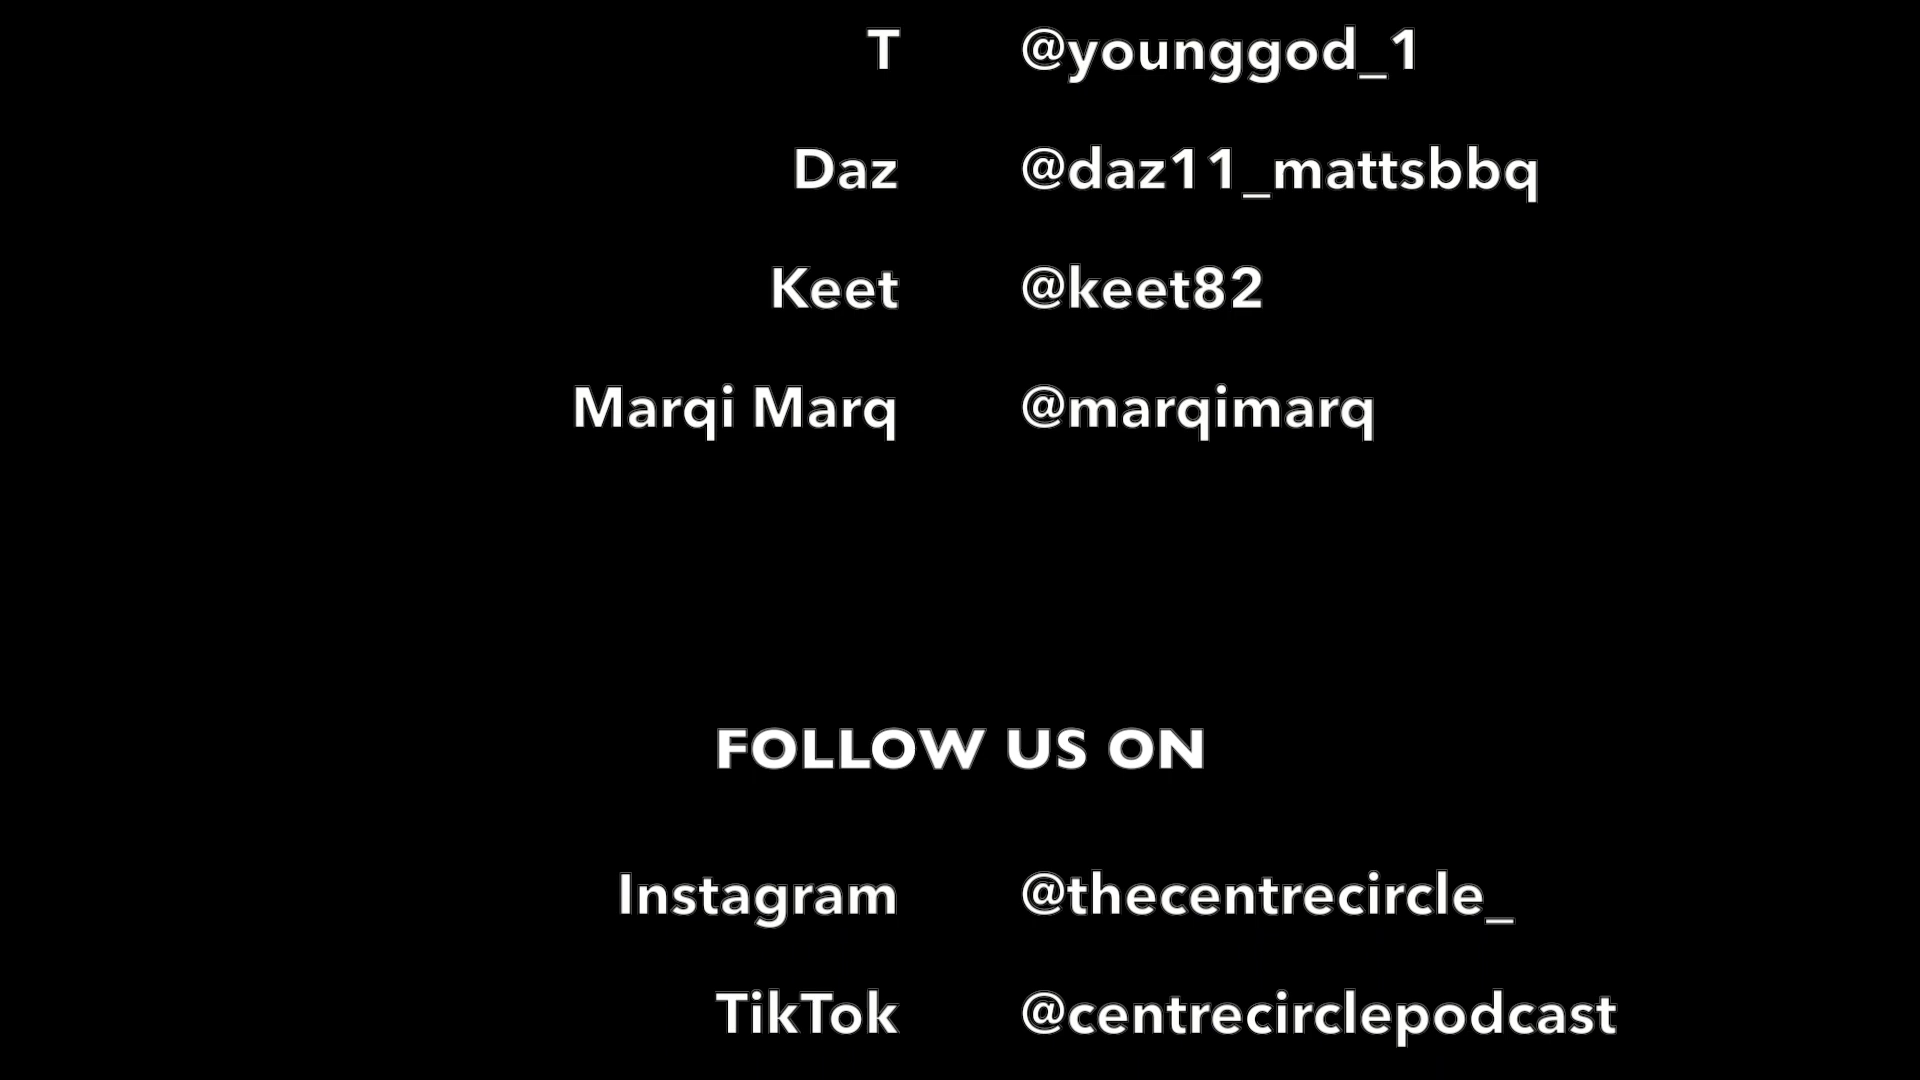 T @younggod_1
Daz @daz11_mattsbbq
Keet @keet82
Marqi Marq @marqimarq
FOLLOW US ON
Instagram @thecentrecircle_
TikTok @centrecirclepodcast